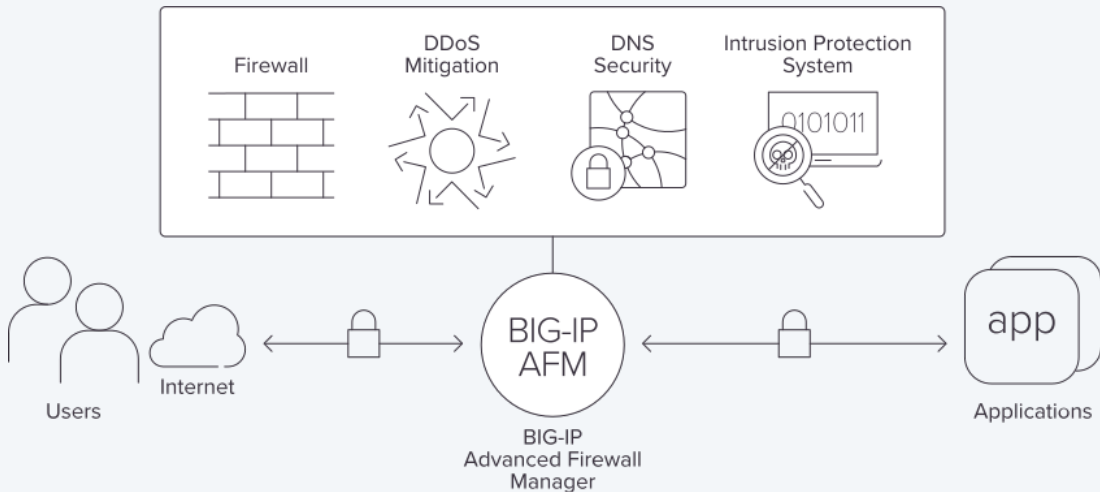 Firewall
DDoS
Mitigation
DNS
Security
Intrusion Protection
System
0101011
Users
Internet
BIG-IP
AFM
BIG-IP
Advanced Firewall
Manager
app
Applications